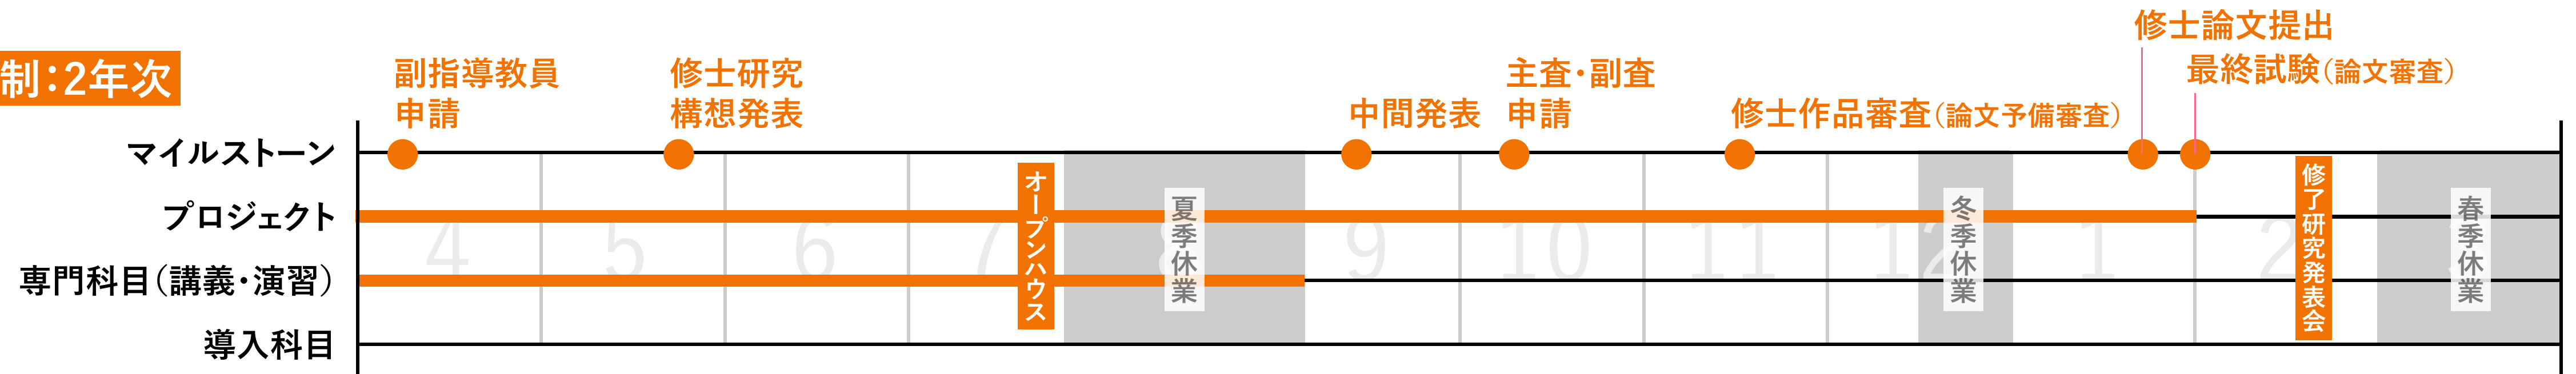 制：2年次
副指導教員
申請
修士研究
構想発表
中間発表
主査・副査
申請
修士作品審査（論文予備審査）
修士論文提出
最終試験（論文審査）
マイルストーン
プロジェクト
専門科目（講義・演習）
導入科目
4
5
6
7
オープンハウス
8
夏季休業
9
10
11
12
冬季休業
1
2
修了研究発表会
春季休業